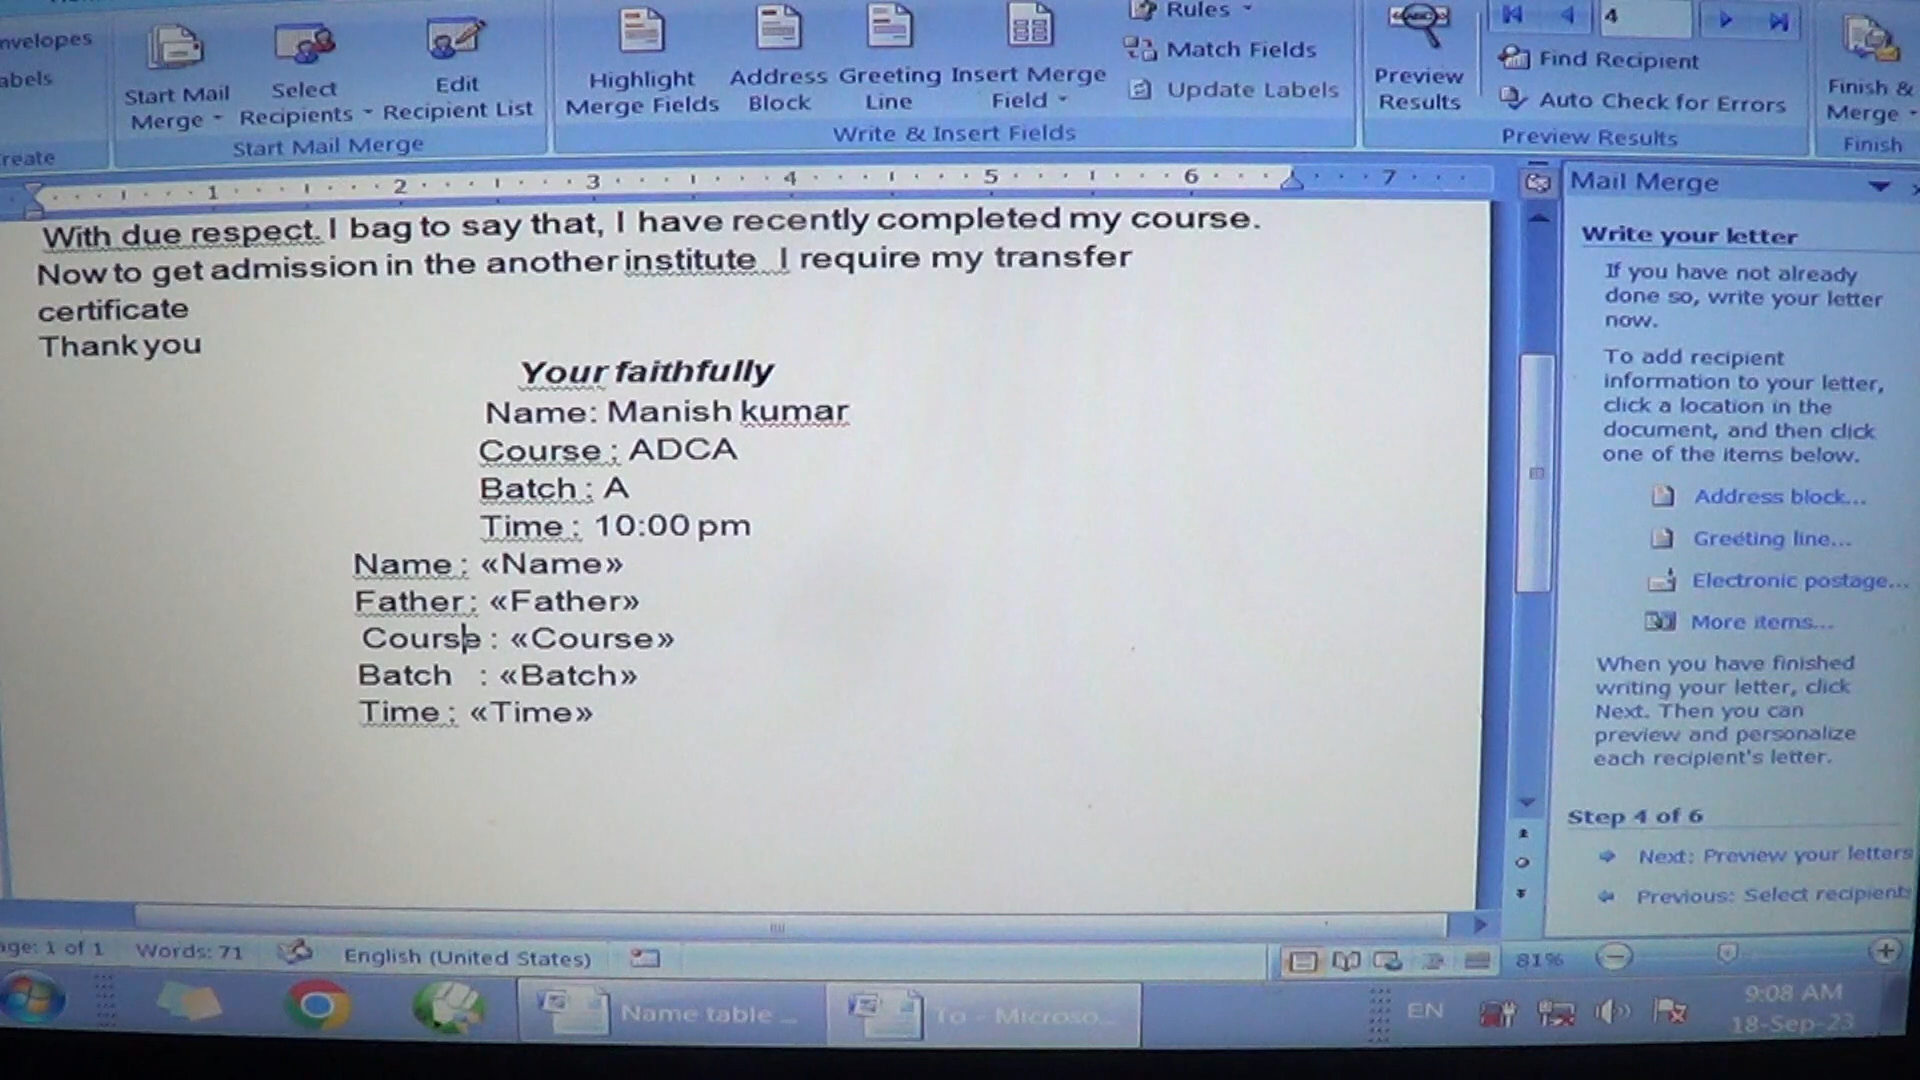 Rules
4
nvelopes
abels
Start Mail Merge
Select Recipients
Edit Recipient List
Highlight Merge Fields
Address Block
Greeting Line
Insert Merge Field
Match Fields
Update Labels
Preview Results
Find Recipient
Auto Check for Errors
Finish & Merge
reate
Start Mail Merge
Write & Insert Fields
Preview Results
Finish
1 2 3 4 5 6 7
With due respect. I bag to say that, I have recently completed my course.
Now to get admission in the another institute I require my transfer
certificate
Thank you
Your faithfully
Name: Manish kumar
Course : ADCA
Batch : A
Time : 10:00 pm
Name : «Name»
Father : «Father»
Course : «Course»
Batch : «Batch»
Time : «Time»
Mail Merge
Write your letter
If you have not already
done so, write your letter
now.
To add recipient
information to your letter,
click a location in the
document, and then click
one of the items below.
Address block...
Greeting line...
Electronic postage...
More items...
When you have finished
writing your letter, click
Next. Then you can
preview and personalize
each recipient's letter.
Step 4 of 6
Next: Preview your letters
Previous: Select recipients
age: 1 of 1 Words: 71 English (United States) 81%
Name table ... To - Microso... EN 9:08 AM
18-Sep-23